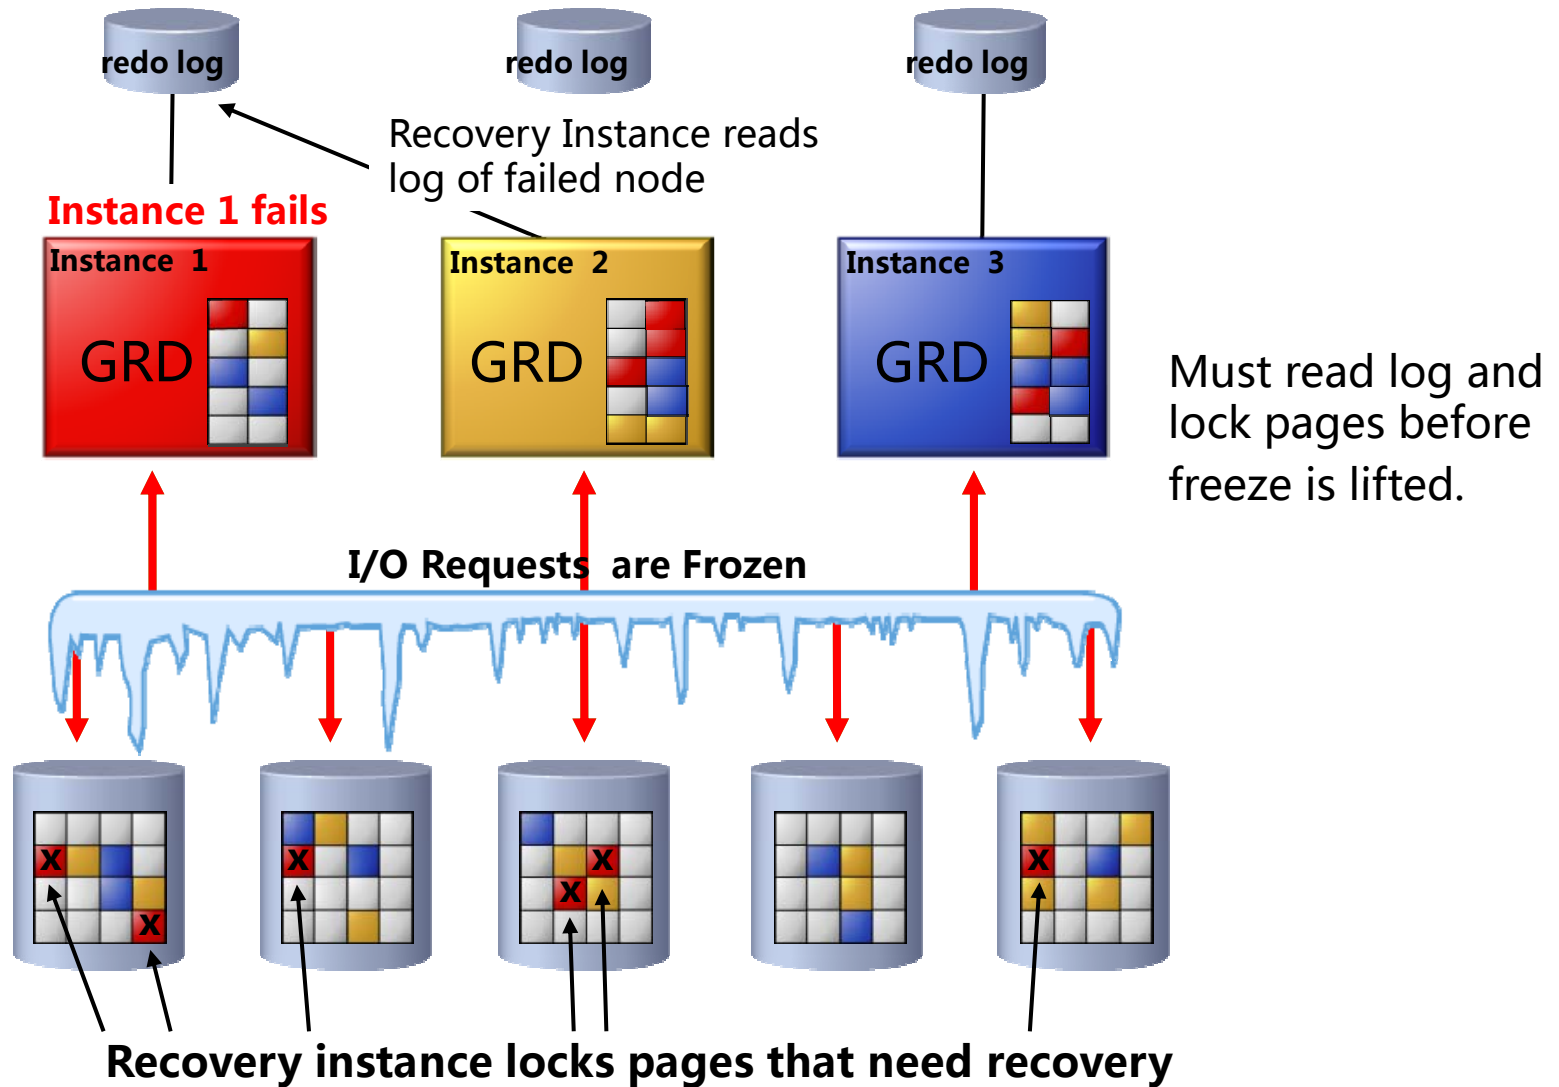 redo log
redo log
redo log
Recovery Instance reads
log of failed node
Instance 1 fails
Instance 1
Instance 2
Instance 3
GRD
GRD
GRD
Must read log and
lock pages before
freeze is lifted.
I/O Requests are Frozen
X
X
X
X
X
X
X
Recovery instance locks pages that need recovery